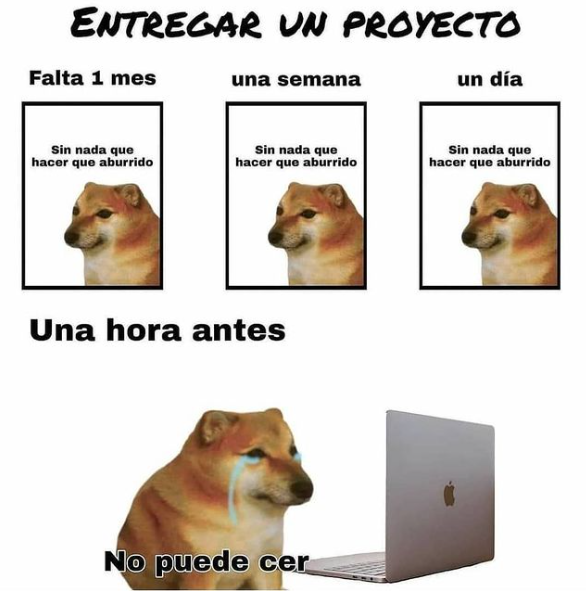 ENTREGAR UN PROYECTO
Falta 1 mes
una semana
un día
Sin nada que
hacer que aburrido
Sin nada que
hacer que aburrido
Sin nada que
hacer que aburrido
Una hora antes
No puede cer